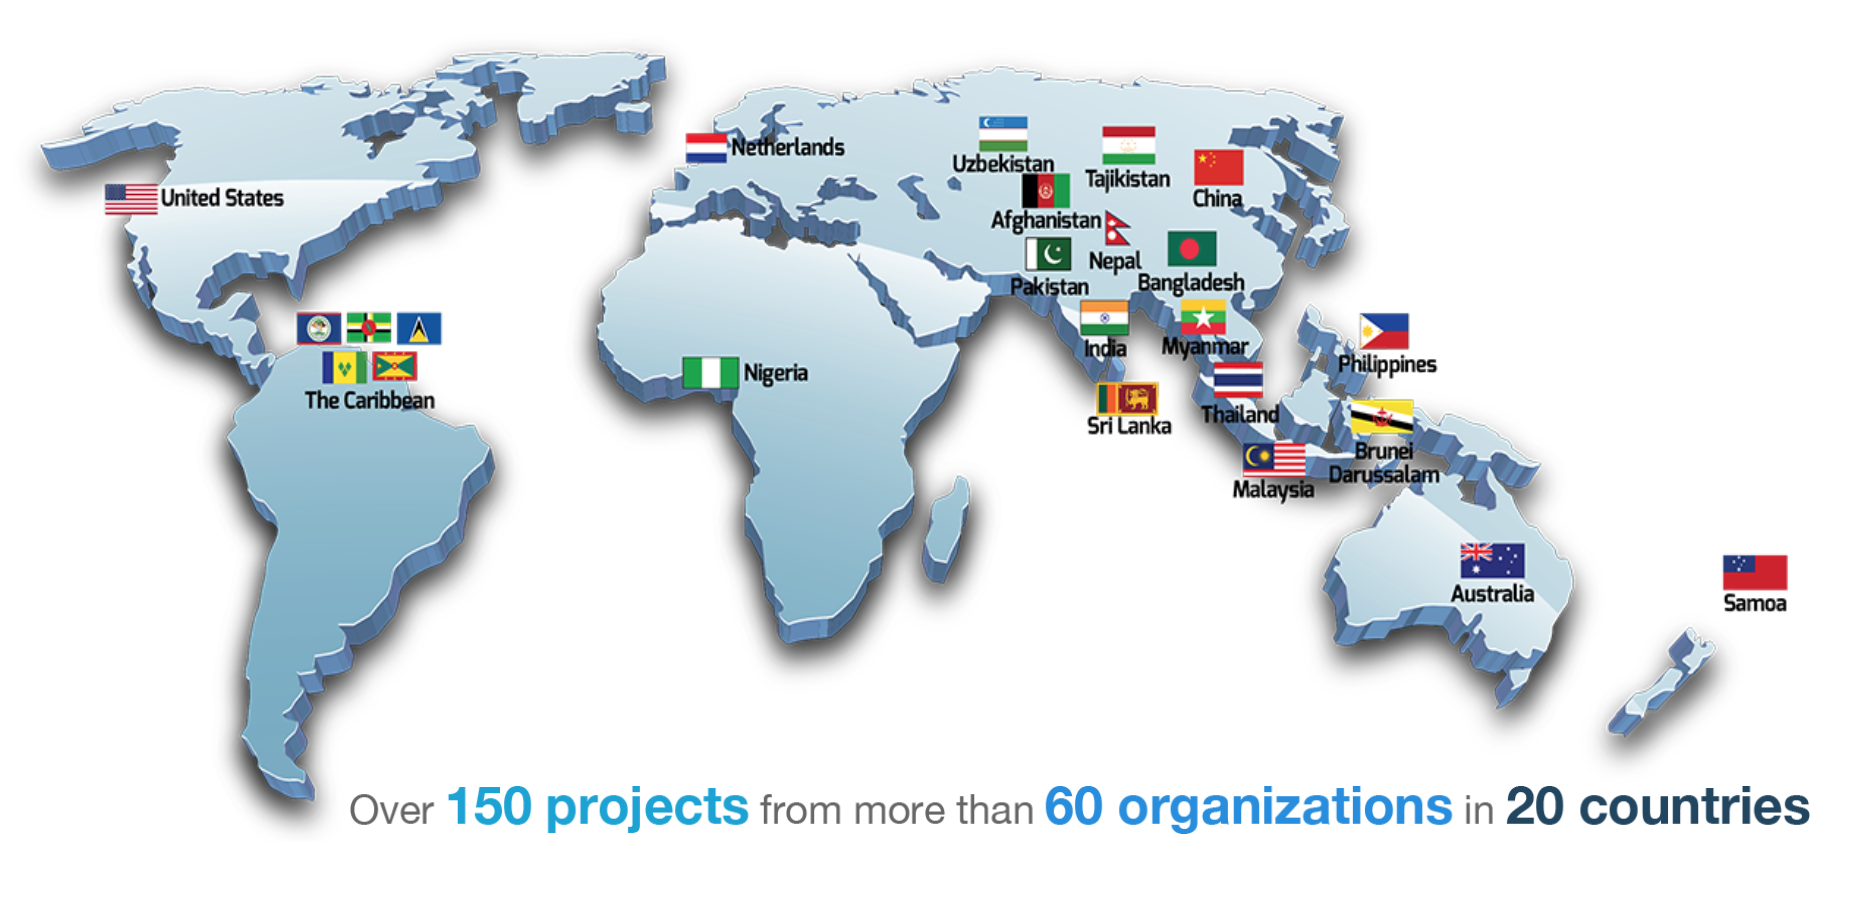 Netherlands
Uzbekistan
Tajikistan
United States
China
Afghanistan
Nepal
Pakistan
Bangladesh
India
Myanmar
Philippines
Nigeria
The Caribbean
Sri Lanka
Thailand
Brunei
Darussalam
Malaysia
Australia
Samoa
Over 150 projects from more than 60 organizations in 20 countries